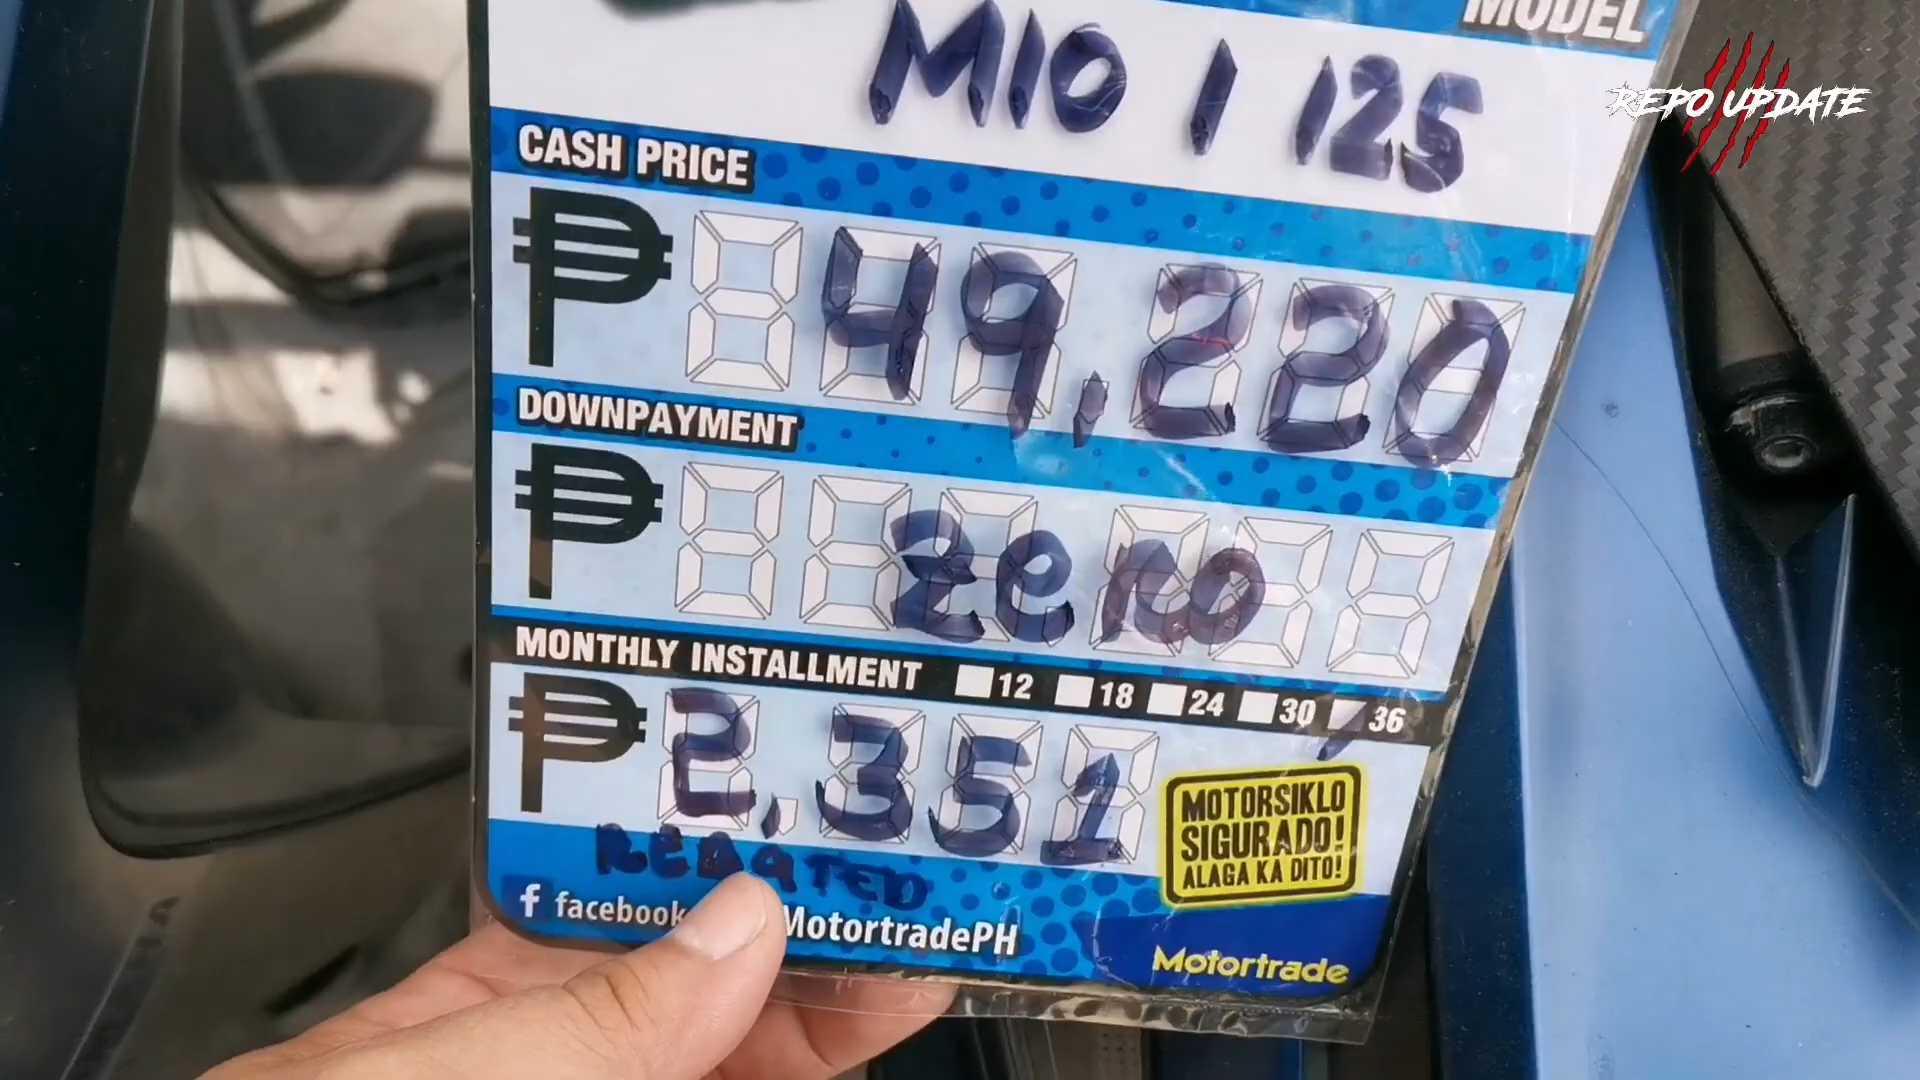 MODEL
REPO UPDATE
MIO I 125
CASH PRICE
₱ 49,220
DOWNPAYMENT
₱ zero
MONTHLY INSTALLMENT 12 18 24 30 36
₱ 2,351
REBATED
MOTORSIKLO
SIGURADO!
ALAGA KA DITO!
facebook MotortradePH
Motortrade